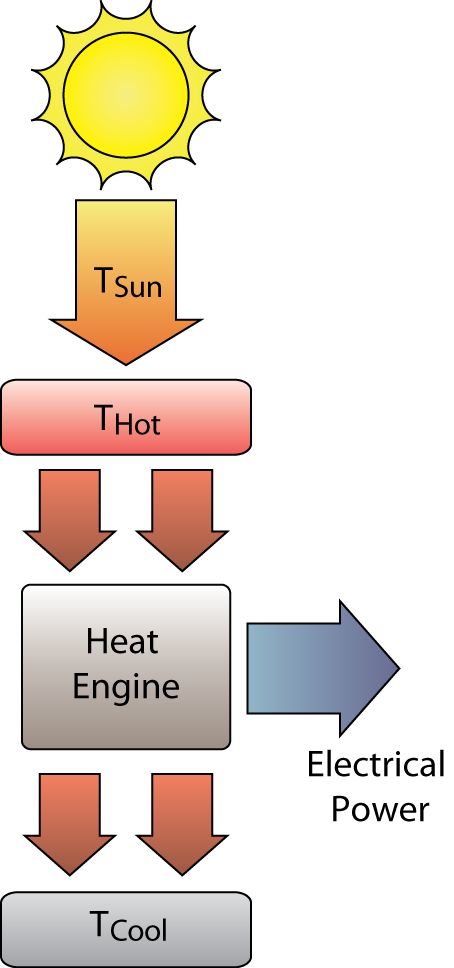 TSun
THot
Heat
Engine
Electrical
Power
TCool